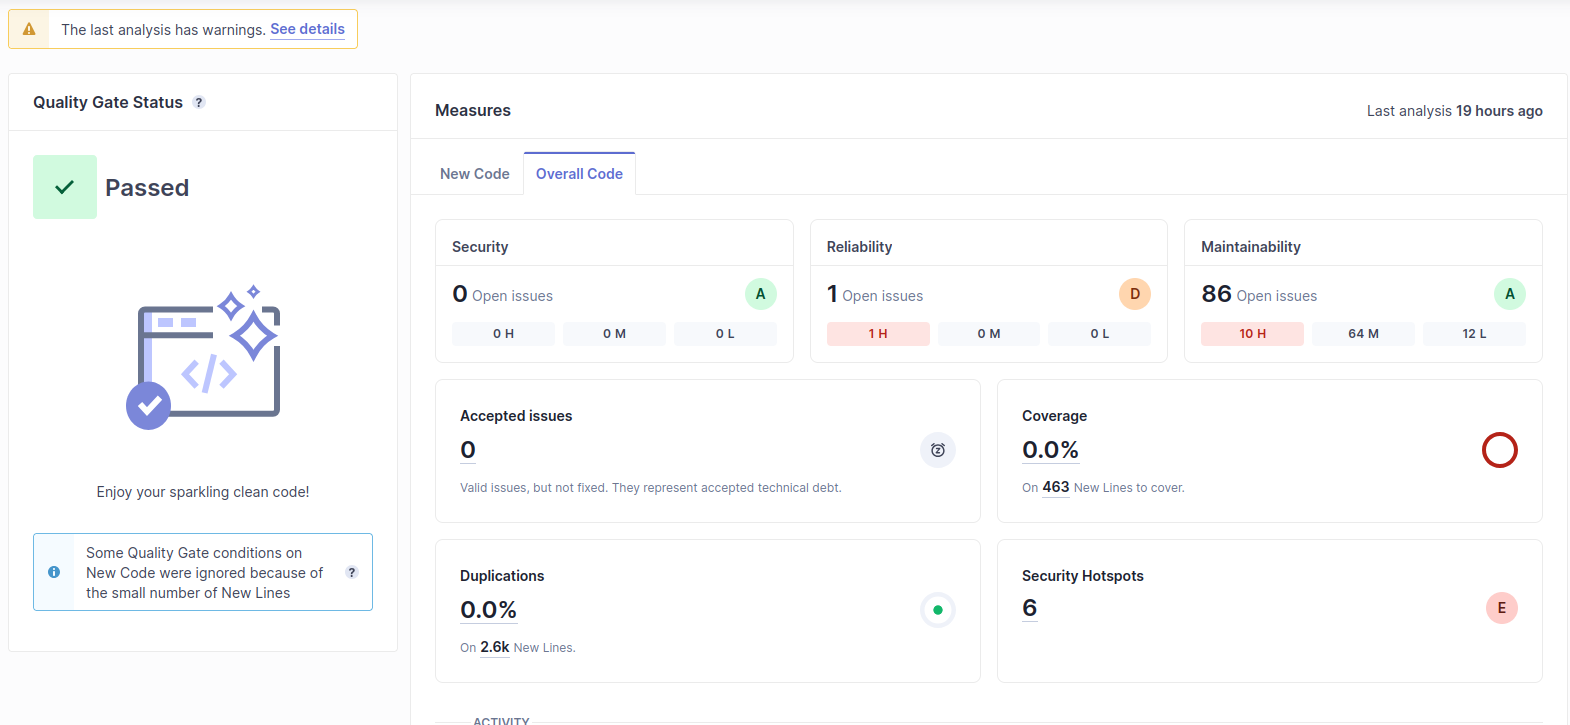 The last analysis has warnings. See details
Quality Gate Status ?
Passed
Enjoy your sparkling clean code!
Some Quality Gate conditions on
New Code were ignored because of
the small number of New Lines
?
Measures
Last analysis 19 hours ago
New Code
Overall Code
Security
0 Open issues
A
0 H
0 M
0 L
Reliability
1 Open issues
D
1 H
0 M
0 L
Maintainability
86 Open issues
A
10 H
64 M
12 L
Accepted issues
0
Valid issues, but not fixed. They represent accepted technical debt.
Coverage
0.0%
On 463 New Lines to cover.
Duplications
0.0%
On 2.6k New Lines.
Security Hotspots
6
E
ACTIVITY